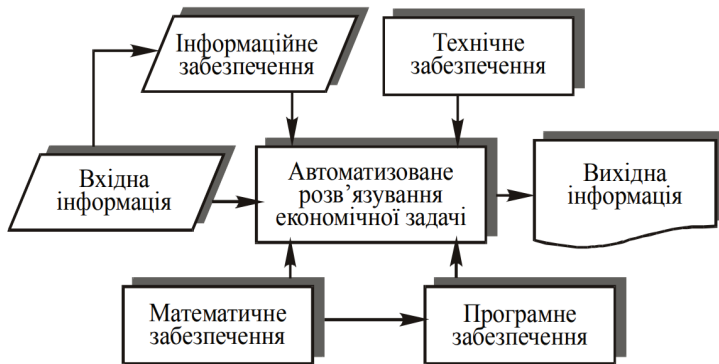 Інформаційне
забезпечення
Технічне
забезпечення
Вхідна
інформація
Автоматизоване
розв’язування
економічної задачі
Вихідна
інформація
Математичне
забезпечення
Програмне
забезпечення